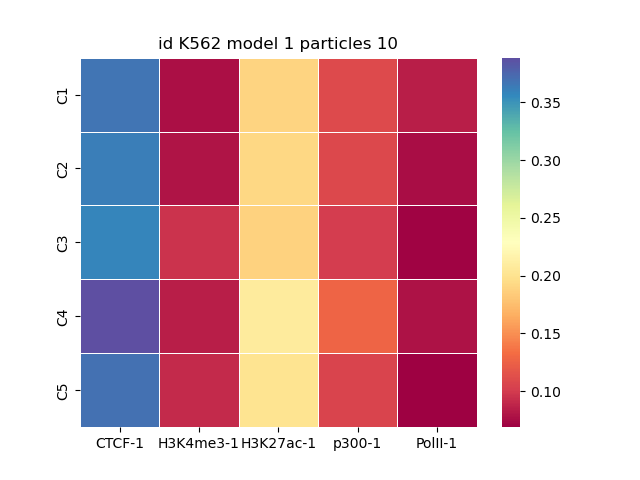 id K562 model 1 particles 10
C1
C2
C3
C4
C5
CTCF-1 H3K4me3-1 H3K27ac-1 p300-1 PolII-1
0.35
0.30
0.25
0.20
0.15
0.10